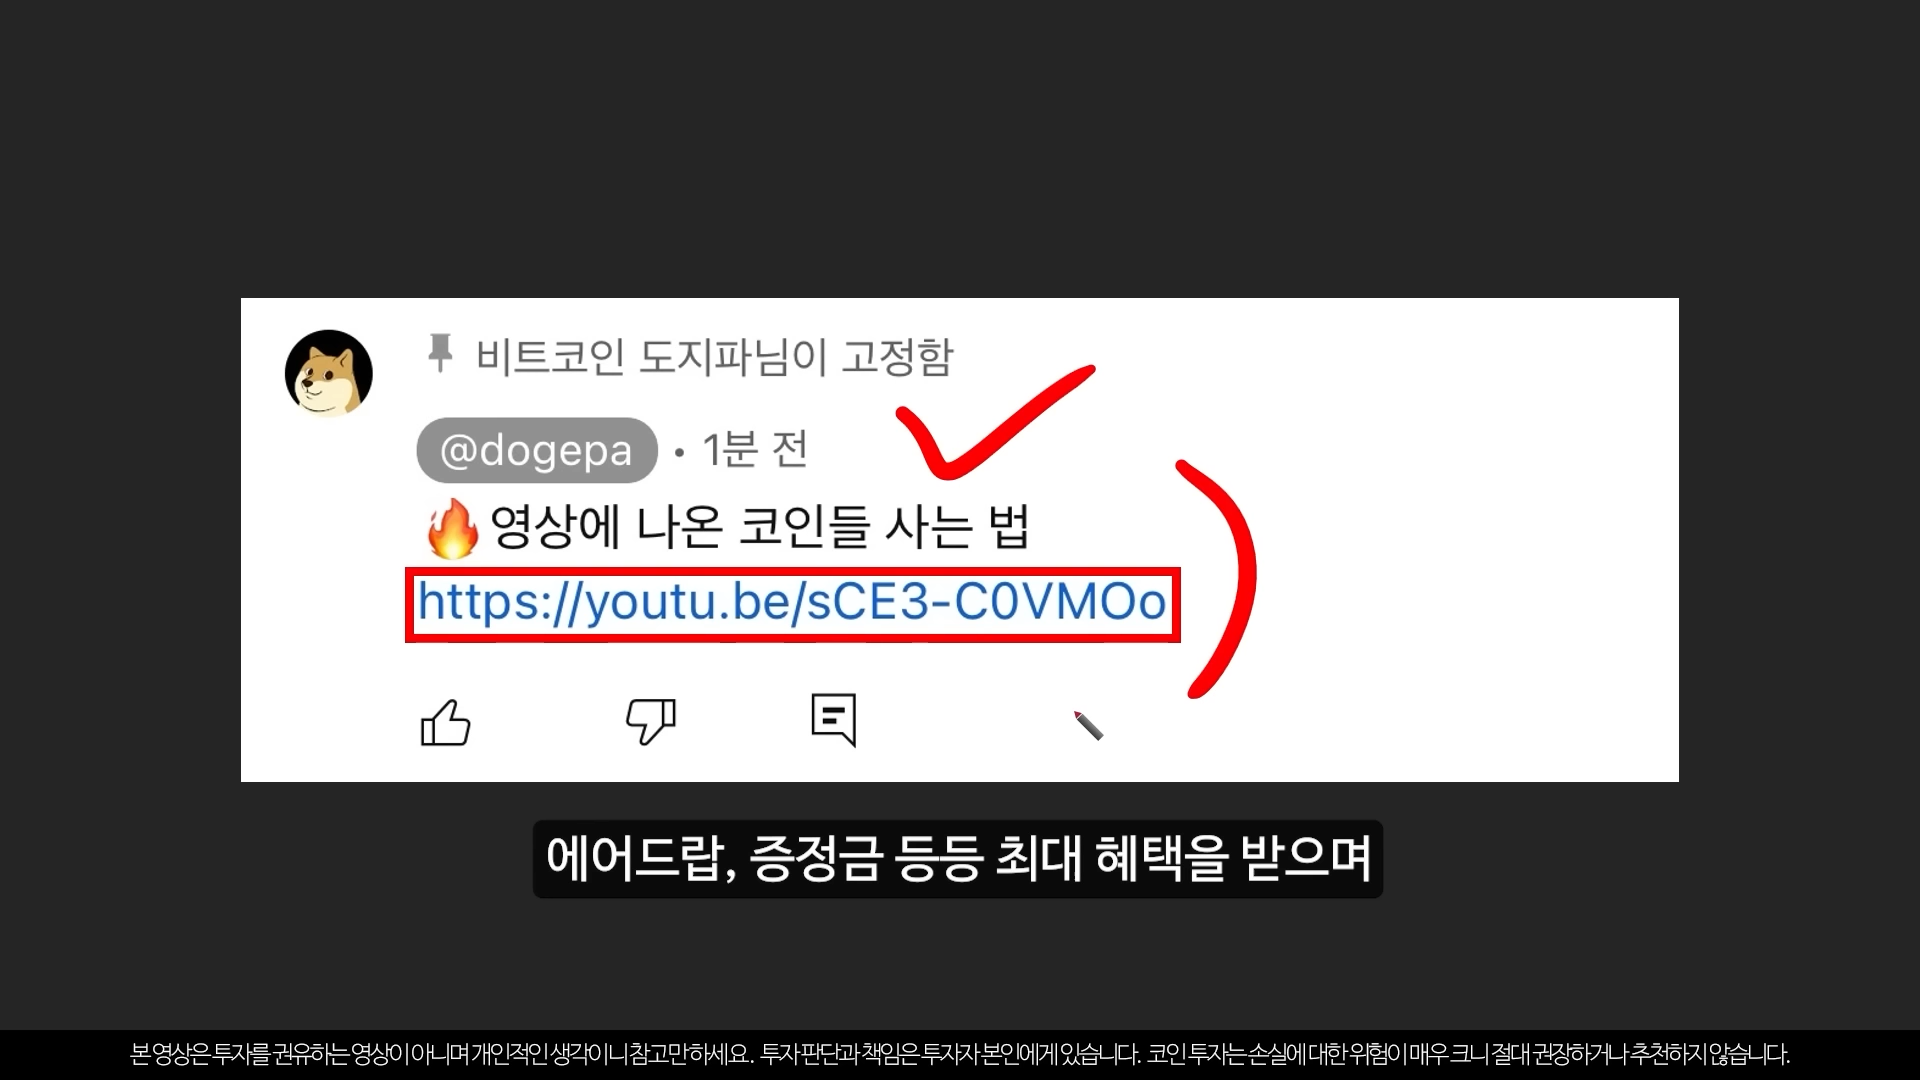 비트코인 도지파님이 고정함
@dogepa • 1분 전
🔥영상에 나온 코인들 사는 법
https://youtu.be/sCE3-C0VMOo
에어드랍, 증정금 등등 최대 혜택을 받으며
본 영상은 투자를 권유하는 영상이 아니며 개인적인 생각이니 참고만 하세요. 투자 판단과 책임은 투자자 본인에게 있습니다. 코인 투자는 손실에 대한 위험이 매우 크니 절대 권장하거나 추천하지 않습니다.